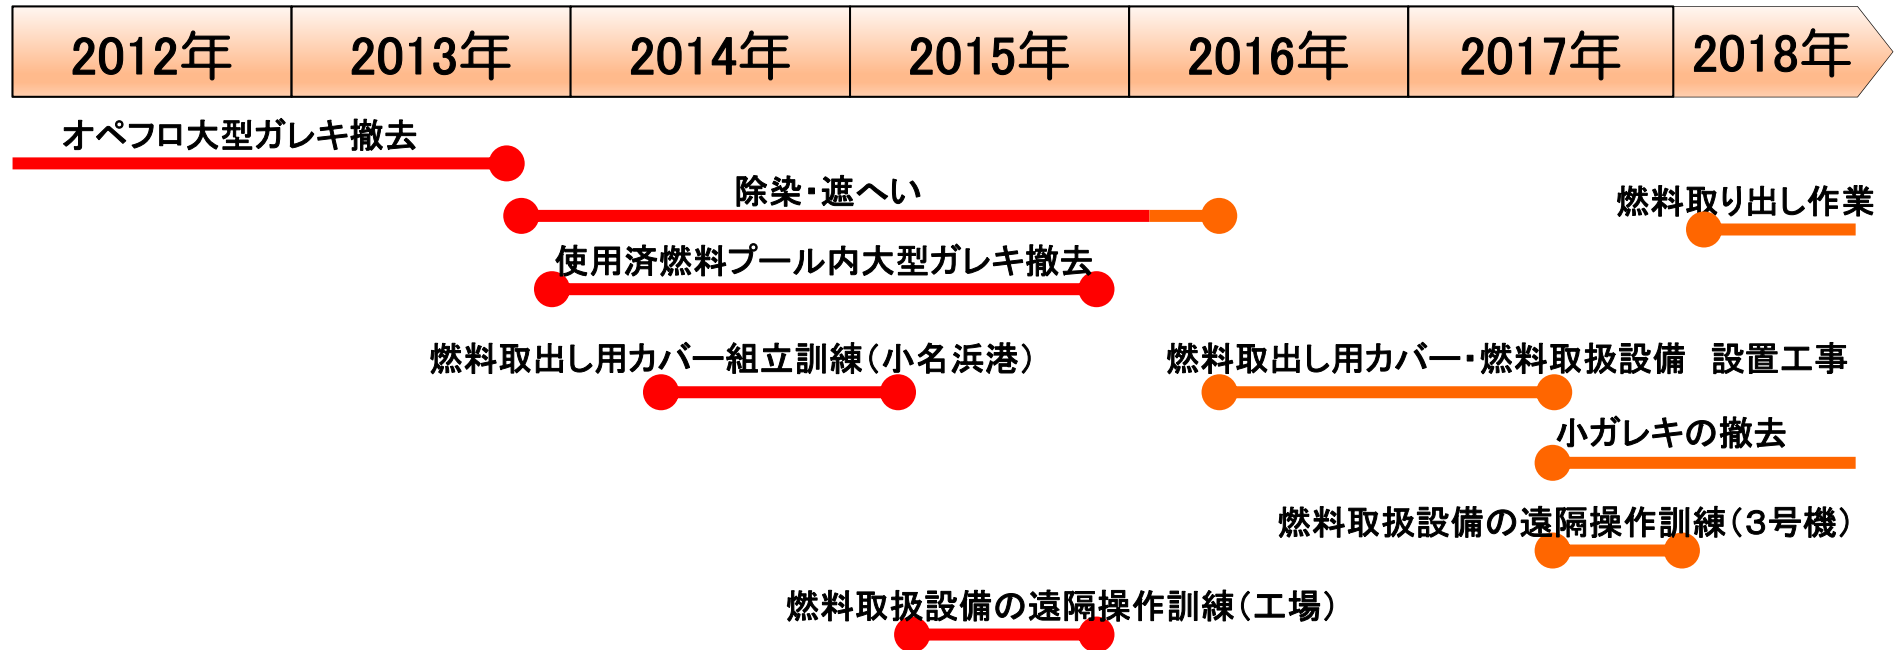 2012年 2013年 2014年 2015年 2016年 2017年 2018年
オペフロ大型ガレキ撤去
除染・遮へい
燃料取り出し作業
使用済燃料プール内大型ガレキ撤去
燃料取出し用カバー組立訓練(小名浜港)
燃料取出し用カバー・燃料取扱設備　設置工事
小ガレキの撤去
燃料取扱設備の遠隔操作訓練(3号機)
燃料取扱設備の遠隔操作訓練(工場)